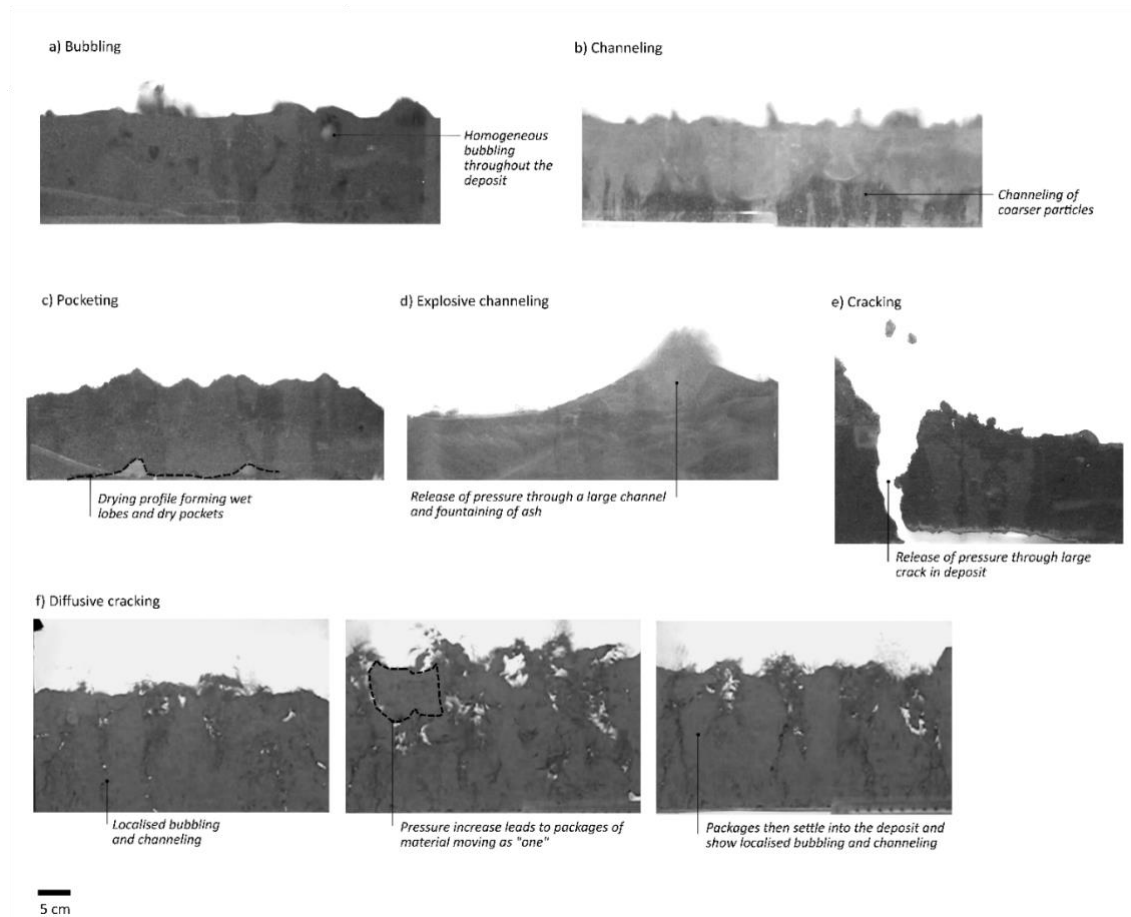 a) Bubbling
b) Channeling
Homogeneous
bubbling
throughout the
deposit
Channeling of
coarser particles
c) Pocketing
d) Explosive channeling
e) Cracking
Drying profile forming wet
lobes and dry pockets
Release of pressure through a large channel
and fountaining of ash
Release of pressure through large
crack in deposit
f) Diffusive cracking
Localised bubbling
and channeling
Pressure increase leads to packages of
material moving as "one"
Packages then settle into the deposit and
show localised bubbling and channeling
5 cm